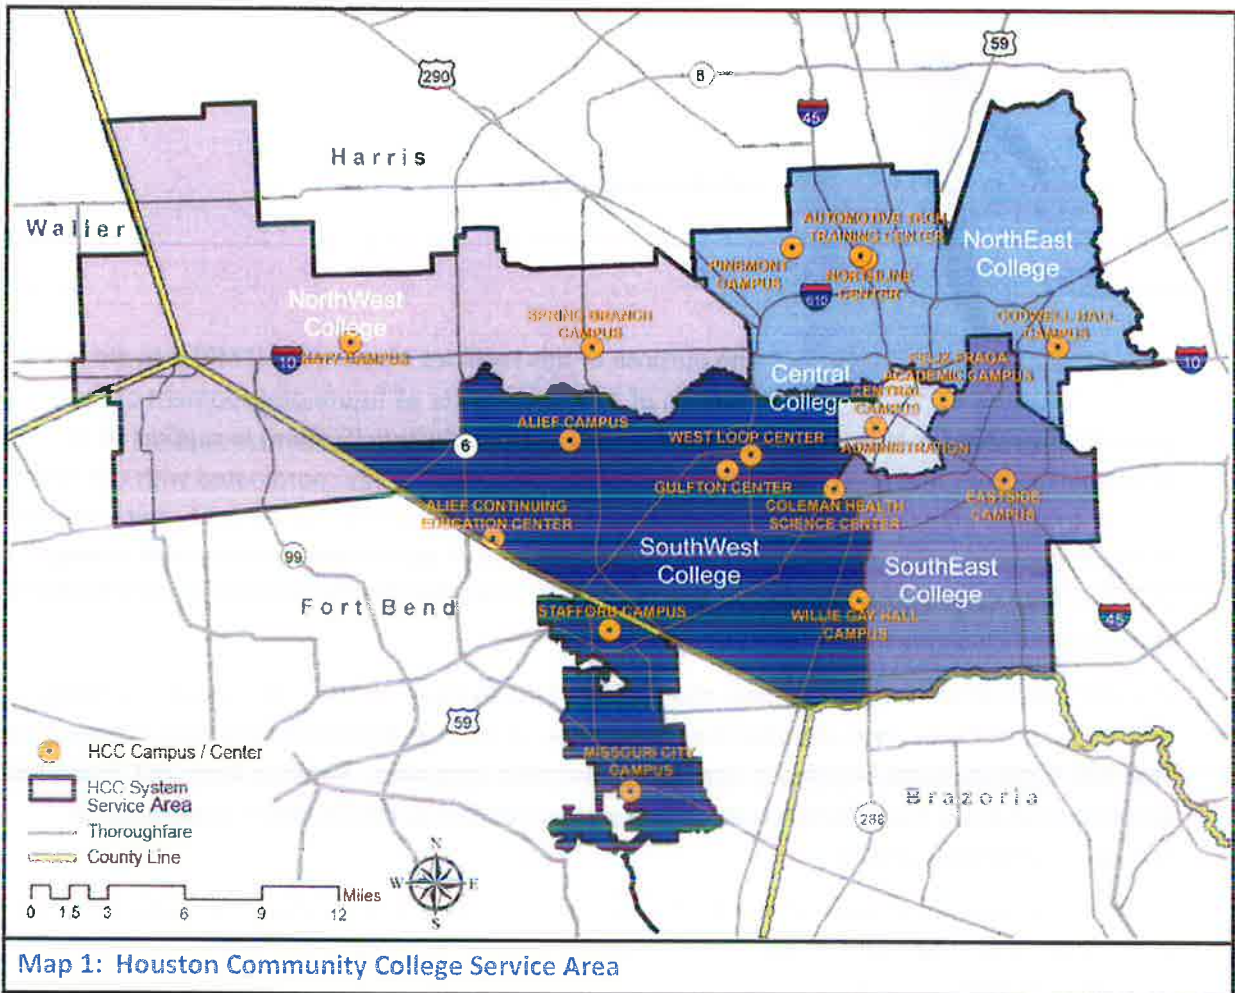 59
290
8
45
Harris
Waller
AUTOMOTIVE TECH
TRAINING CENTER
NorthEast
College
PINEMONT
CAMPUS
NORTHLINE
CENTER
610
NorthWest
College
SPRING BRANCH
CAMPUS
CODWELL HALL
CAMPUS
10
KATY CAMPUS
FELIX FRAGA
ACADEMIC CAMPUS
10
Central
College
CENTRAL
CAMPUS
ALIEF CAMPUS
WEST LOOP CENTER
ADMINISTRATION
6
GULFTON CENTER
EASTSIDE
CAMPUS
ALIEF CONTINUING
EDUCATION CENTER
COLEMAN HEALTH
SCIENCE CENTER
SouthWest
College
99
SouthEast
College
Fort Bend
STAFFORD CAMPUS
WILLIE GAY HALL
CAMPUS
45
59
HCC Campus / Center
MISSOURI CITY
CAMPUS
HCC System
Service Area
Brazoria
288
Thoroughfare
County Line
N
W
E
S
Miles
0 1.5 3 6 9 12
Map 1: Houston Community College Service Area